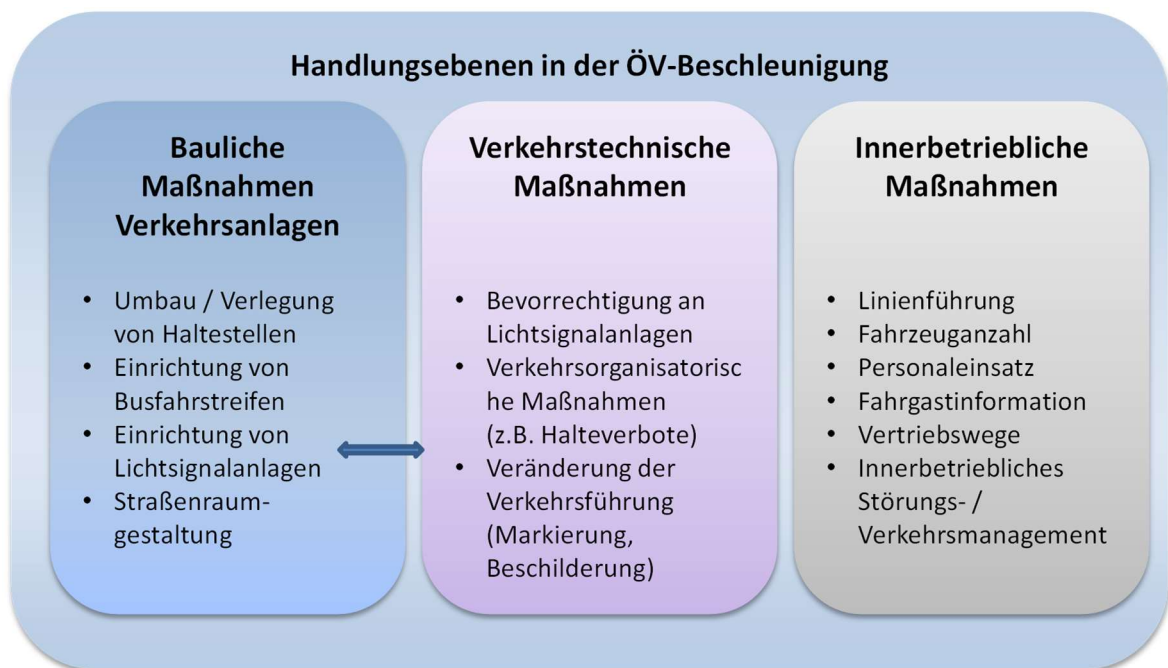 Handlungsebenen in der ÖV-Beschleunigung
Bauliche
Maßnahmen
Verkehrsanlagen
• Umbau / Verlegung
von Haltestellen
• Einrichtung von
Busfahrstreifen
• Einrichtung von
Lichtsignalanlagen
• Straßenraum-
gestaltung
Verkehrstechnische
Maßnahmen
• Bevorrechtigung an
Lichtsignalanlagen
• Verkehrsorganisatorisc
he Maßnahmen
(z.B. Halteverbote)
• Veränderung der
Verkehrsführung
(Markierung,
Beschilderung)
Innerbetriebliche
Maßnahmen
• Linienführung
• Fahrzeuganzahl
• Personaleinsatz
• Fahrgastinformation
• Vertriebswege
• Innerbetriebliches
Störungs- /
Verkehrsmanagement